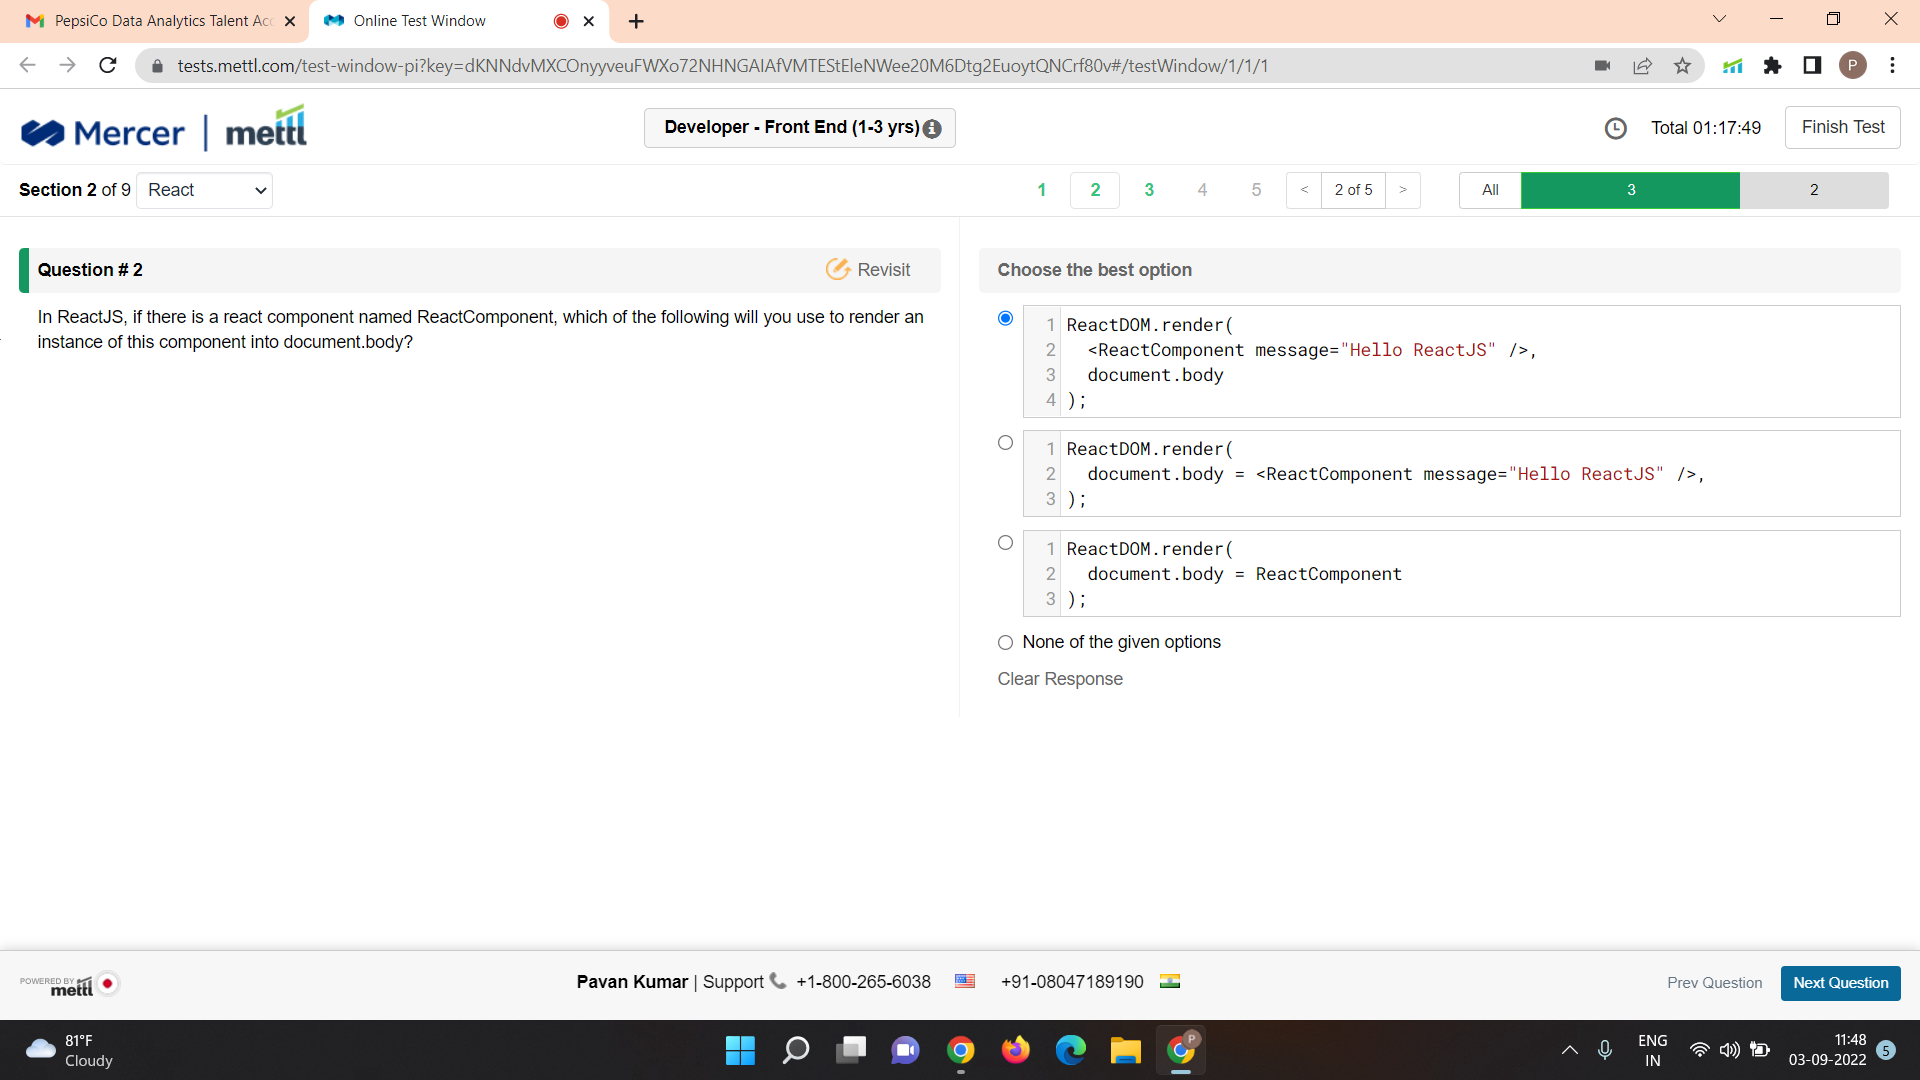 PepsiCo Data Analytics Talent Acc
Online Test Window
tests.mettl.com/test-window-pi?key=dKNNdvMXCOnyyveuFWXo72NHNGAIAfVMTEStEleNWee20M6Dtg2EuoytQNCrf80v#/testWindow/1/1/1
P
Mercer | mettl
Developer - Front End (1-3 yrs)
Total 01:17:49
Finish Test
Section 2 of 9 React
1 2 3 4 5 < 2 of 5 > All 3 2
Question # 2
Revisit
In ReactJS, if there is a react component named ReactComponent, which of the following will you use to render an
instance of this component into document.body?
Choose the best option
1 ReactDOM.render(
2 <ReactComponent message="Hello ReactJS" />,
3 document.body
4 );
1 ReactDOM.render(
2 document.body = <ReactComponent message="Hello ReactJS" />,
3 );
1 ReactDOM.render(
2 document.body = ReactComponent
3 );
None of the given options
Clear Response
POWERED BY
mettl
Pavan Kumar | Support +1-800-265-6038 +91-08047189190
Prev Question
Next Question
81°F
Cloudy
P
ENG
IN
11:48
03-09-2022
5